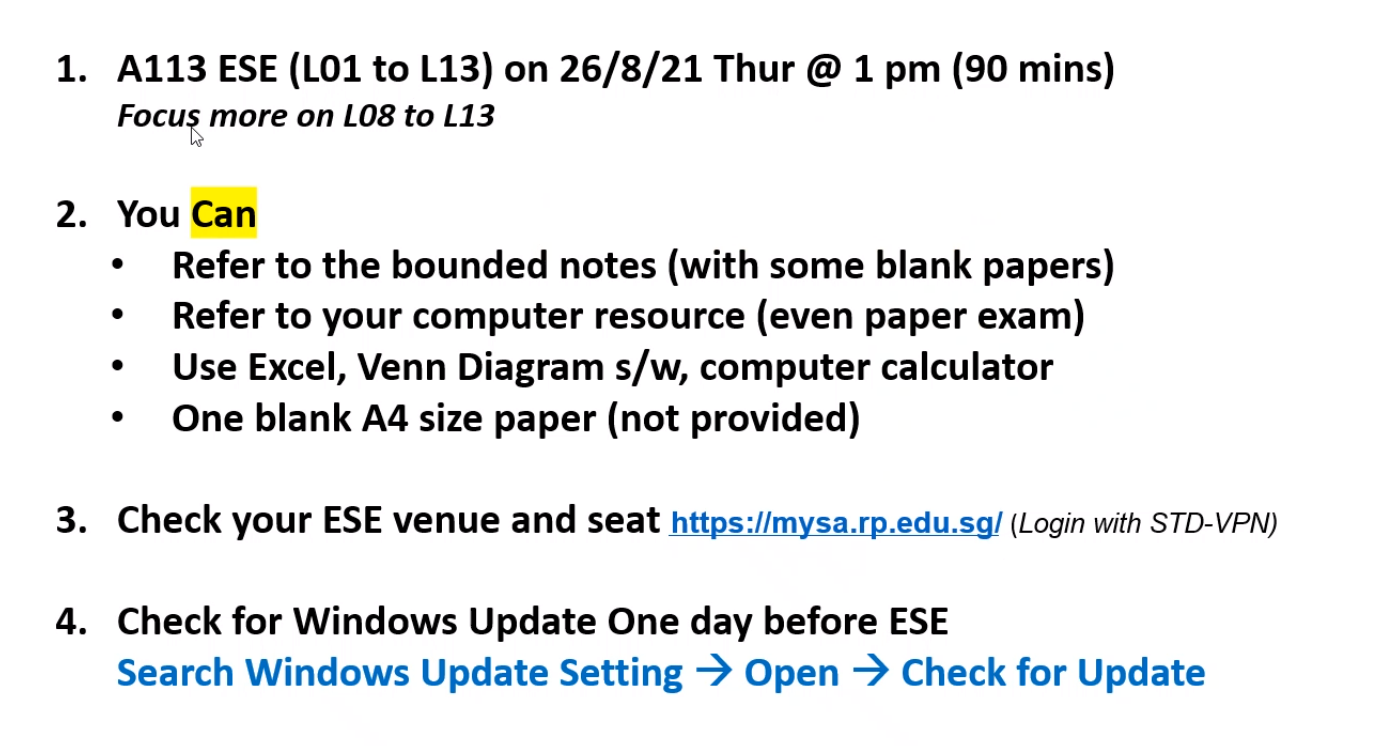 1. A113 ESE (L01 to L13) on 26/8/21 Thur @ 1 pm (90 mins)
Focus more on L08 to L13
2. You Can
• Refer to the bounded notes (with some blank papers)
• Refer to your computer resource (even paper exam)
• Use Excel, Venn Diagram s/w, computer calculator
• One blank A4 size paper (not provided)
3. Check your ESE venue and seat https://mysa.rp.edu.sg/ (Login with STD-VPN)
4. Check for Windows Update One day before ESE
Search Windows Update Setting → Open → Check for Update